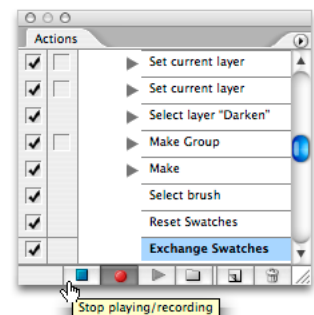 Actions
Set current layer
Set current layer
Select layer "Darken"
Make Group
Make
Select brush
Reset Swatches
Exchange Swatches
Stop playing/recording